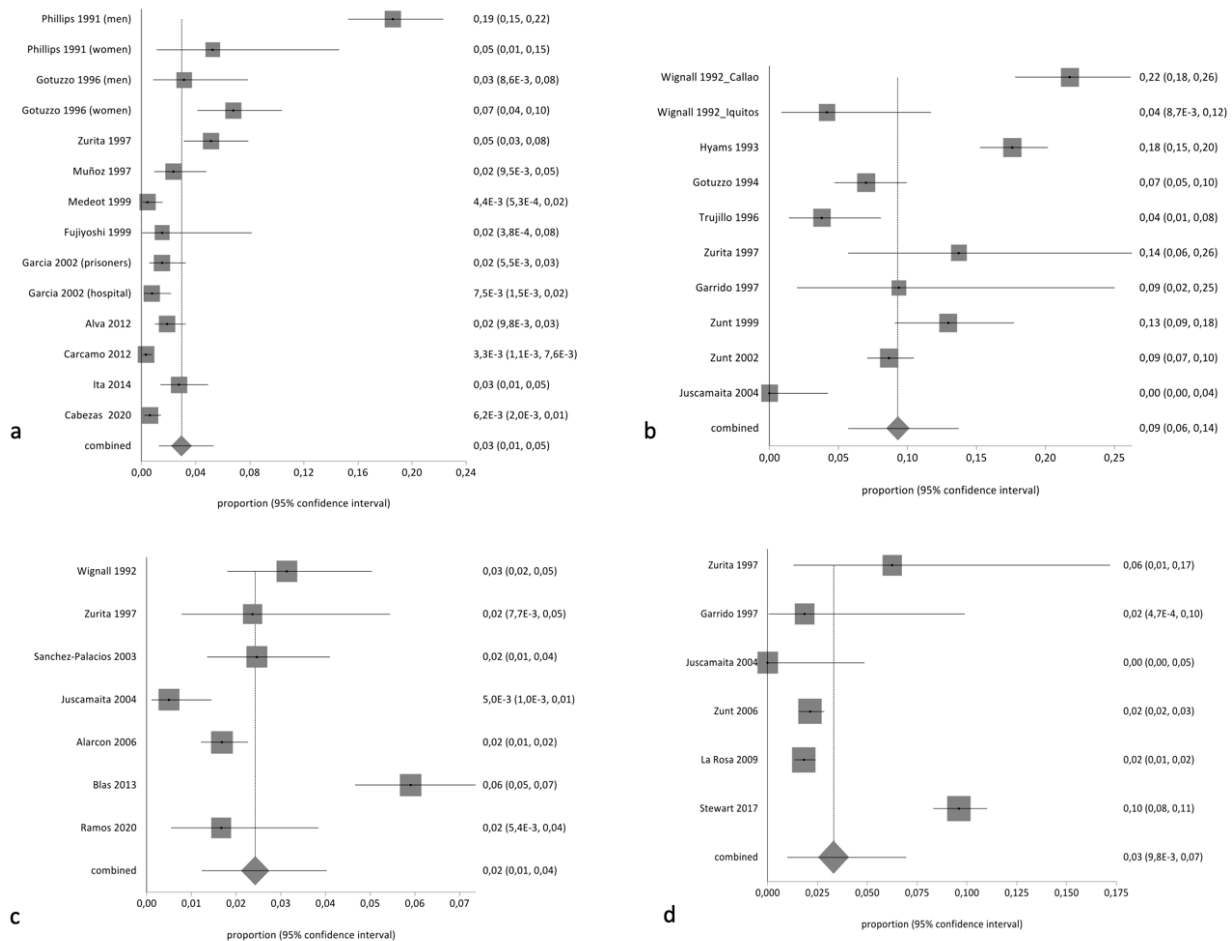 Phillips 1991 (men) 0,19 (0,15, 0,22)
Phillips 1991 (women) 0,05 (0,01, 0,15)
Gotuzzo 1996 (men) 0,03 (8,6E-3, 0,08)
Gotuzzo 1996 (women) 0,07 (0,04, 0,10)
Zurita 1997 0,05 (0,03, 0,08)
Muñoz 1997 0,02 (9,5E-3, 0,05)
Medeot 1999 4,4E-3 (5,3E-4, 0,02)
Fujiyoshi 1999 0,02 (3,8E-4, 0,08)
Garcia 2002 (prisoners) 0,02 (5,5E-3, 0,03)
Garcia 2002 (hospital) 7,5E-3 (1,5E-3, 0,02)
Alva 2012 0,02 (9,8E-3, 0,03)
Carcamo 2012 3,3E-3 (1,1E-3, 7,6E-3)
Ita 2014 0,03 (0,01, 0,05)
Cabezas 2020 6,2E-3 (2,0E-3, 0,01)
combined 0,03 (0,01, 0,05)
0,00 0,04 0,08 0,12 0,16 0,20 0,24
proportion (95% confidence interval)
a
Wignall 1992_Callao 0,22 (0,18, 0,26)
Wignall 1992_Iquitos 0,04 (8,7E-3, 0,12)
Hyams 1993 0,18 (0,15, 0,20)
Gotuzzo 1994 0,07 (0,05, 0,10)
Trujillo 1996 0,04 (0,01, 0,08)
Zurita 1997 0,14 (0,06, 0,26)
Garrido 1997 0,09 (0,02, 0,25)
Zunt 1999 0,13 (0,09, 0,18)
Zunt 2002 0,09 (0,07, 0,10)
Juscamaita 2004 0,00 (0,00, 0,04)
combined 0,09 (0,06, 0,14)
0,00 0,05 0,10 0,15 0,20 0,25
proportion (95% confidence interval)
b
Wignall 1992 0,03 (0,02, 0,05)
Zurita 1997 0,02 (7,7E-3, 0,05)
Sanchez-Palacios 2003 0,02 (0,01, 0,04)
Juscamaita 2004 5,0E-3 (1,0E-3, 0,01)
Alarcon 2006 0,02 (0,01, 0,02)
Blas 2013 0,06 (0,05, 0,07)
Ramos 2020 0,02 (5,4E-3, 0,04)
combined 0,02 (0,01, 0,04)
0,00 0,01 0,02 0,03 0,04 0,05 0,06 0,07
proportion (95% confidence interval)
c
Zurita 1997 0,06 (0,01, 0,17)
Garrido 1997 0,02 (4,7E-4, 0,10)
Juscamaita 2004 0,00 (0,00, 0,05)
Zunt 2006 0,02 (0,02, 0,03)
La Rosa 2009 0,02 (0,01, 0,02)
Stewart 2017 0,10 (0,08, 0,11)
combined 0,03 (9,8E-3, 0,07)
0,000 0,025 0,050 0,075 0,100 0,125 0,150 0,175
proportion (95% confidence interval)
d